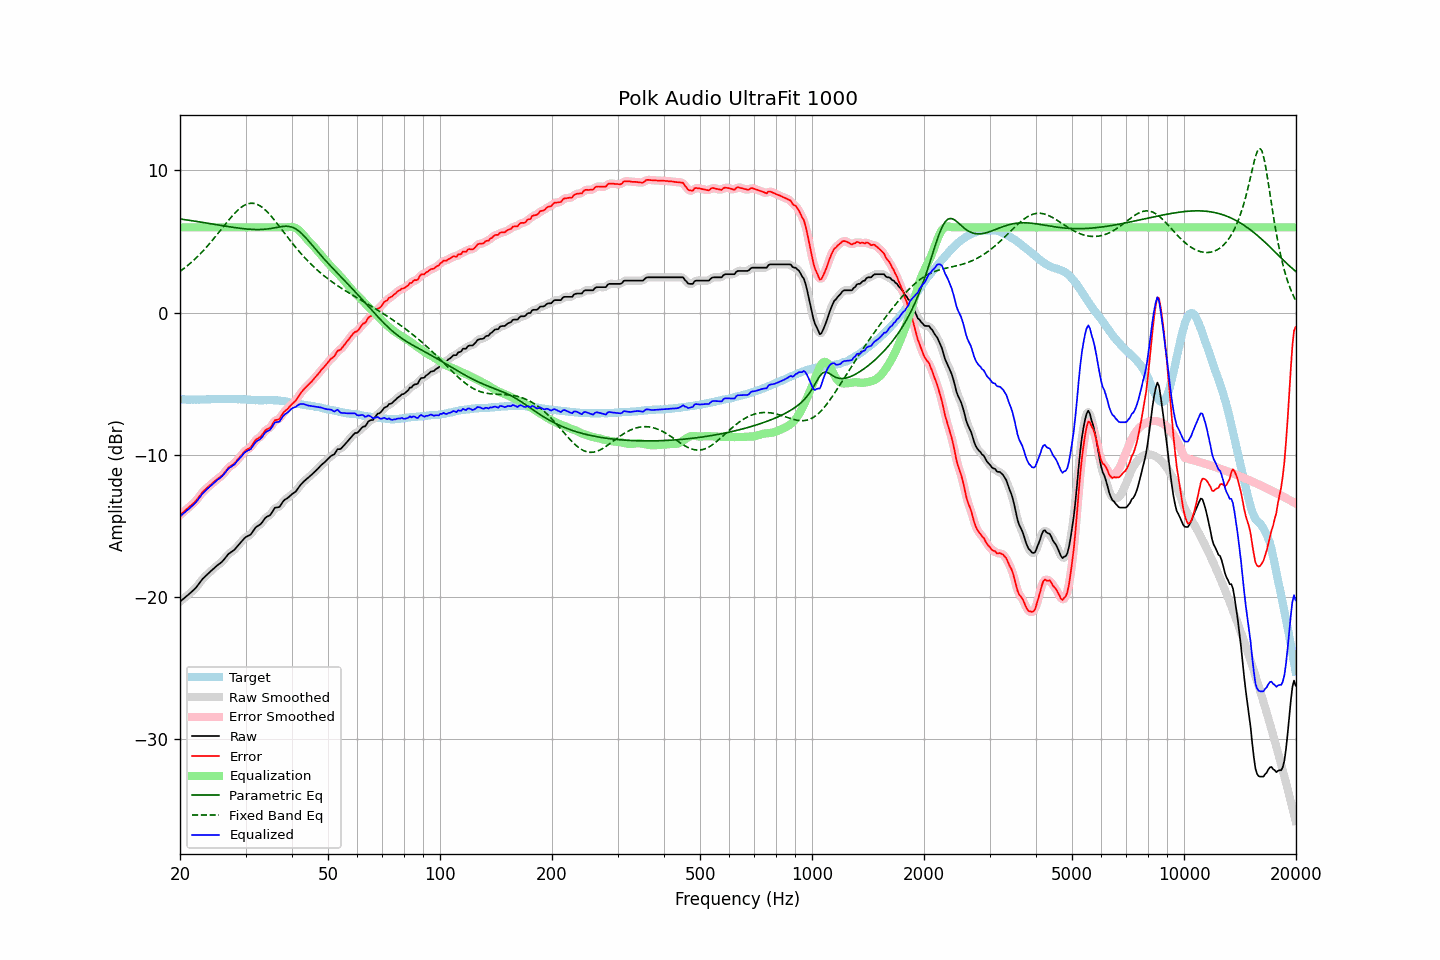 Polk Audio UltraFit 1000
Amplitude (dBr)
10
0
−10
−20
−30
Target
Raw Smoothed
Error Smoothed
Raw
Error
Equalization
Parametric Eq
Fixed Band Eq
Equalized
20 50 100 200 500 1000 2000 5000 10000 20000
Frequency (Hz)